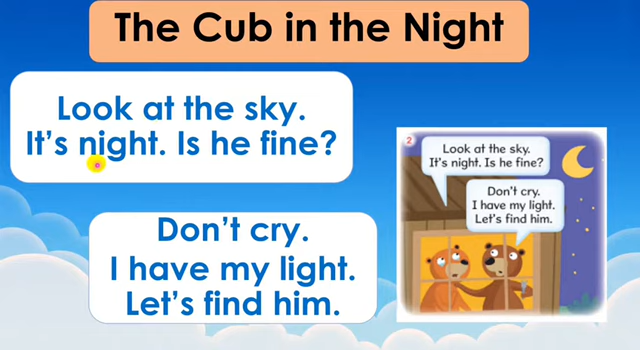 The Cub in the Night
Look at the sky.
It's night. Is he fine?
Don't cry.
I have my light.
Let's find him.
2
Look at the sky.
It's night. Is he fine?
Don't cry.
I have my light.
Let's find him.